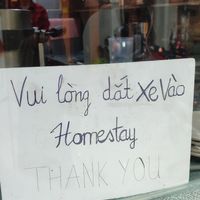 Vui lòng dắt xe vào
Homestay
THANK YOU